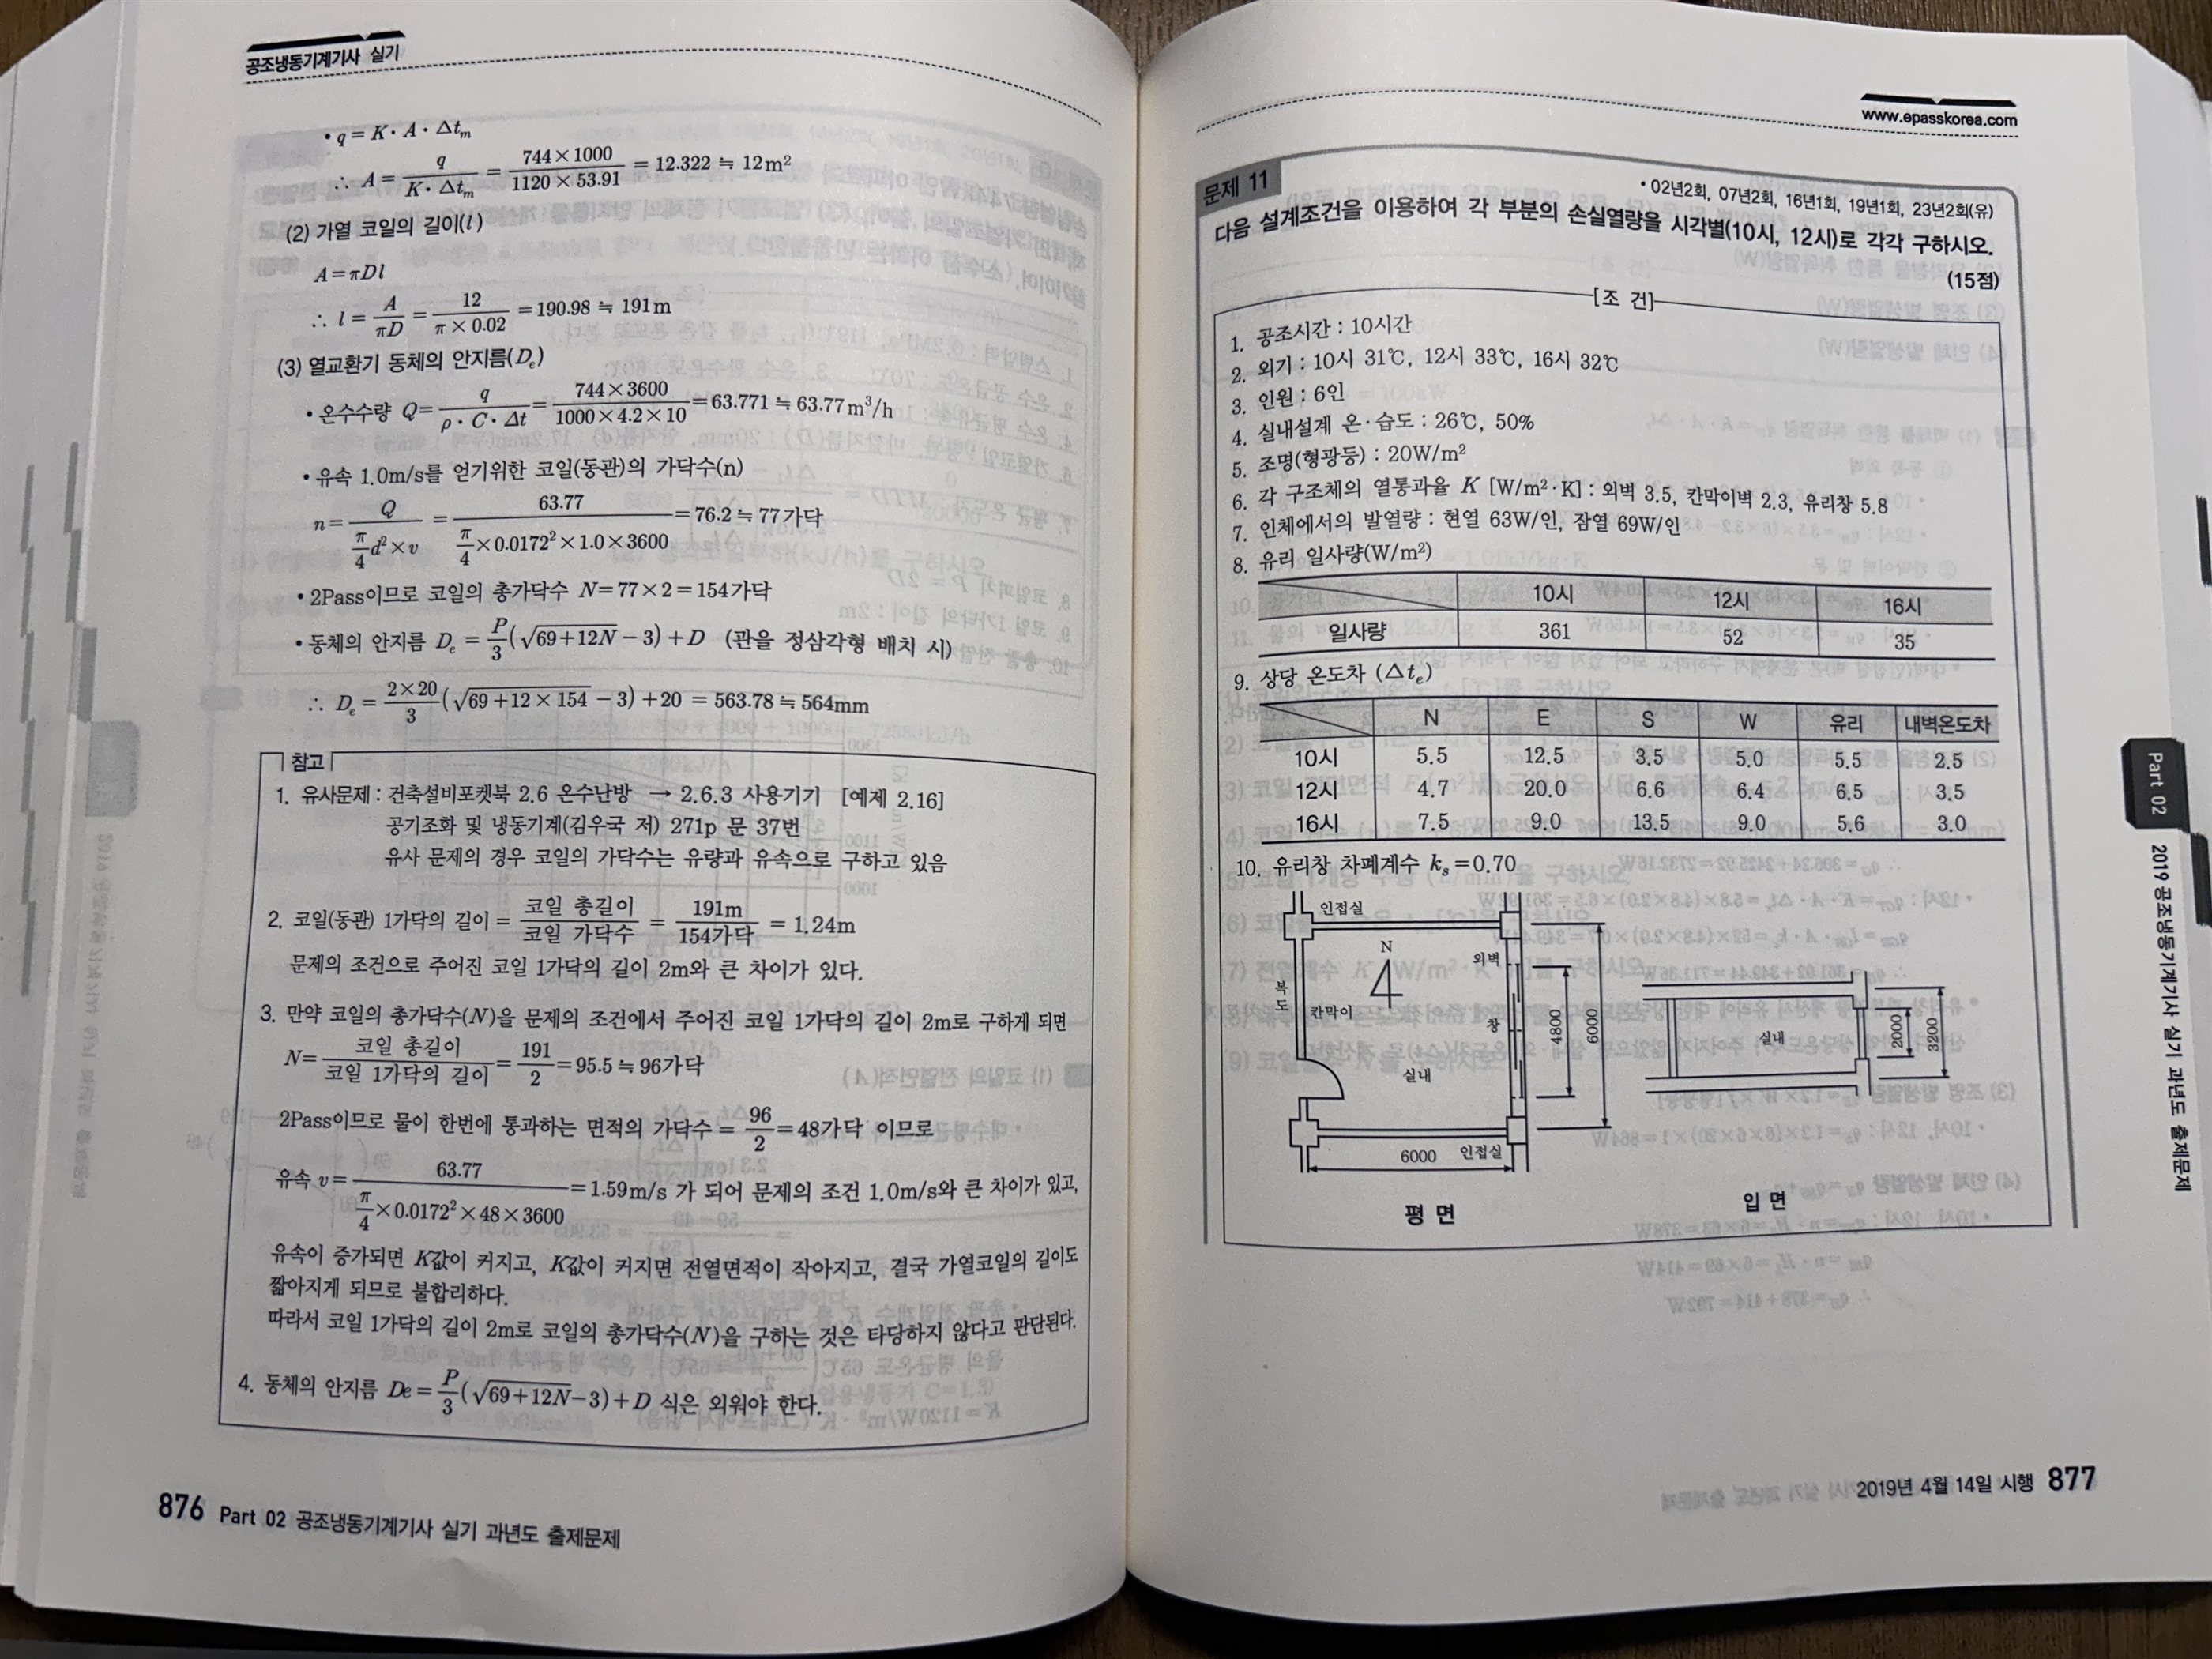 공조냉동기계기사 실기
• q = K · A · Δt_m
∴ A = q / (K · Δt_m) = (744×1000) / (1120×53.91) = 12.322 ≒ 12m²
(2) 가열 코일의 길이(l)
A = πDl
∴ l = A / πD = 12 / (π×0.02) = 190.98 ≒ 191m
(3) 열교환기 동체의 안지름(D_e)
• 온수수량 Q = q / (ρ · C · Δt) = (744×3600) / (1000×4.2×10) = 63.771 ≒ 63.77m³/h
• 유속 1.0m/s를 얻기위한 코일(동관)의 가닥수(n)
n = Q / (π/4 d²×v) = 63.77 / (π/4 ×0.0172²×1.0×3600) = 76.2 ≒ 77가닥
• 2Pass이므로 코일의 총가닥수 N = 77×2 = 154가닥
• 동체의 안지름 D_e = P/3 (√(69+12N) − 3) + D (관을 정삼각형 배치 시)
∴ D_e = (2×20)/3 (√(69+12×154) − 3) + 20 = 563.78 ≒ 564mm
참고
1. 유사문제 : 건축설비포켓북 2.6 온수난방 → 2.6.3 사용기기 [예제 2.16]
공기조화 및 냉동기계(김우국 저) 271p 문 37번
유사 문제의 경우 코일의 가닥수는 유량과 유속으로 구하고 있음
2. 코일(동관) 1가닥의 길이 = 코일 총길이 / 코일 가닥수 = 191m / 154가닥 = 1.24m
문제의 조건으로 주어진 코일 1가닥의 길이 2m와 큰 차이가 있다.
3. 만약 코일의 총가닥수(N)을 문제의 조건에서 주어진 코일 1가닥의 길이 2m로 구하게 되면
N = 코일 총길이 / 코일 1가닥의 길이 = 191 / 2 = 95.5 ≒ 96가닥
2Pass이므로 물이 한번에 통과하는 면적의 가닥수 = 96 / 2 = 48가닥 이므로
유속 v = 63.77 / (π/4 ×0.0172²×48×3600) = 1.59m/s 가 되어 문제의 조건 1.0m/s와 큰 차이가 있고,
유속이 증가되면 K값이 커지고, K값이 커지면 전열면적이 작아지고, 결국 가열코일의 길이도
짧아지게 되므로 불합리하다.
따라서 코일 1가닥의 길이 2m로 코일의 총가닥수(N)을 구하는 것은 타당하지 않다고 판단된다.
4. 동체의 안지름 De = P/3 (√(69+12N) − 3) + D 식은 외워야 한다.
876 Part 02 공조냉동기계기사 실기 과년도 출제문제
www.epasskorea.com
문제 11
• 02년2회, 07년2회, 16년1회, 19년1회, 23년2회(유)
다음 설계조건을 이용하여 각 부분의 손실열량을 시각별(10시, 12시)로 각각 구하시오.
(15점)
[조 건]
1. 공조시간 : 10시간
2. 외기 : 10시 31℃, 12시 33℃, 16시 32℃
3. 인원 : 6인
4. 실내설계 온·습도 : 26℃, 50%
5. 조명(형광등) : 20W/m²
6. 각 구조체의 열통과율 K [W/m²·K] : 외벽 3.5, 칸막이벽 2.3, 유리창 5.8
7. 인체에서의 발열량 : 현열 63W/인, 잠열 69W/인
8. 유리 일사량(W/m²)
10시 12시 16시
일사량 361 52 35
9. 상당 온도차 (Δt_e)
N E S W 유리 내벽온도차
10시 5.5 12.5 3.5 5.0 5.5 2.5
12시 4.7 20.0 6.6 6.4 6.5 3.5
16시 7.5 9.0 13.5 9.0 5.6 3.0
10. 유리창 차폐계수 k_s = 0.70
인접실
N
외벽
복도
칸막이
창
4800
6000
실내
6000 인접실
평 면
실내
2000
3200
입 면
Part 02
2019 공조냉동기계기사 실기 과년도 출제문제
2019년 4월 14일 시행 877